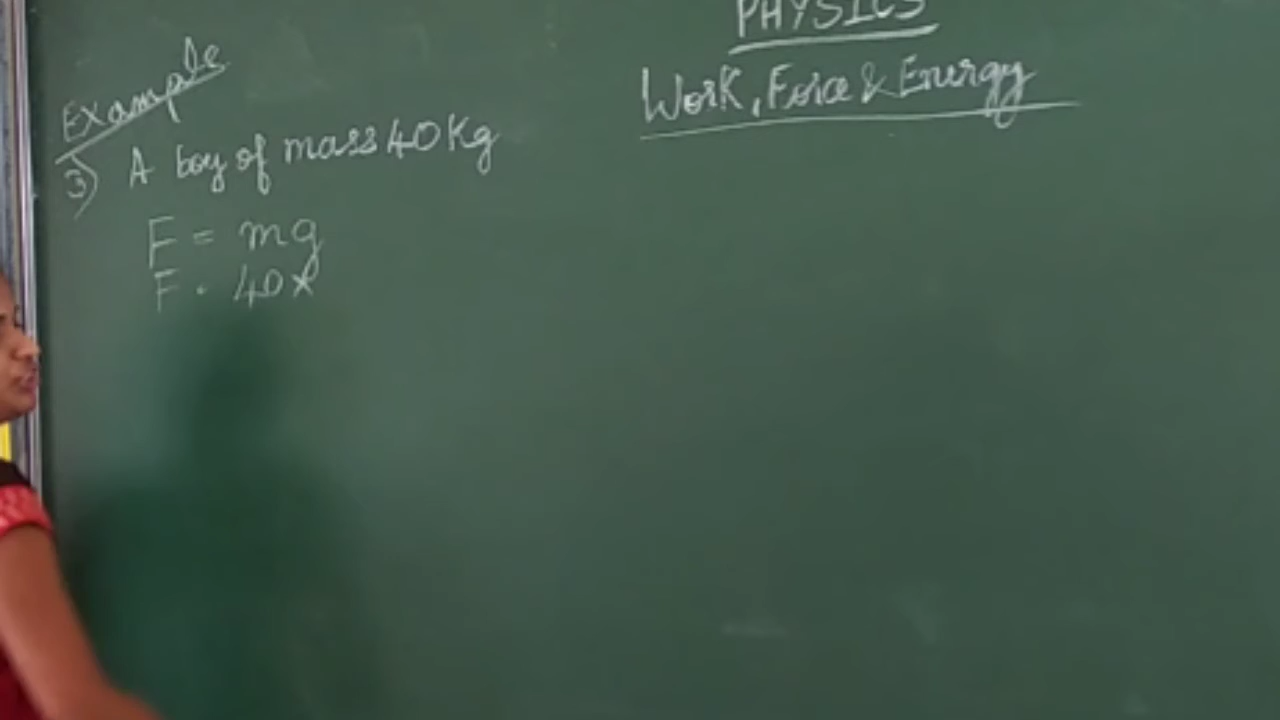 PHYSICS
Work, Force & Energy
Example
3) A boy of mass 40 Kg
F = mg
F = 40 ×